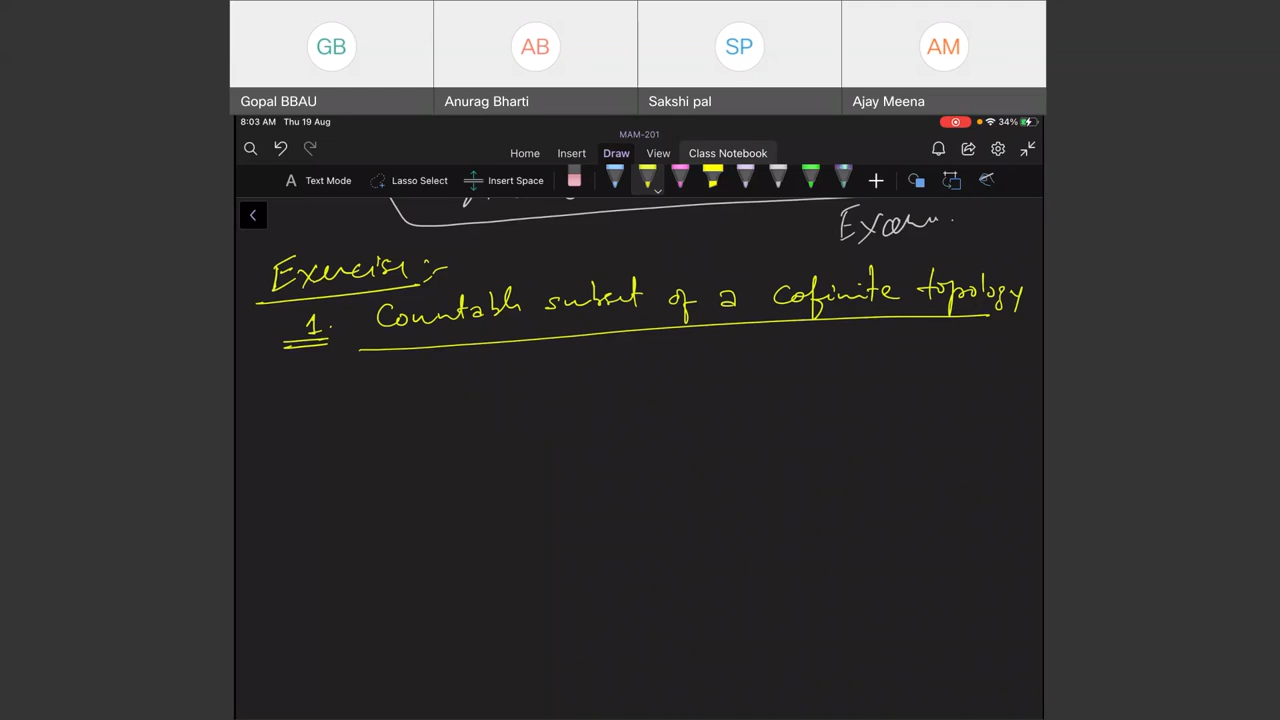 GB AB SP AM
Gopal BBAU Anurag Bharti Sakshi pal Ajay Meena
8:03 AM Thu 19 Aug 34%
MAM-201
Home Insert Draw View Class Notebook
A Text Mode Lasso Select Insert Space
Exercise :-
1. Countable subset of a cofinite topology